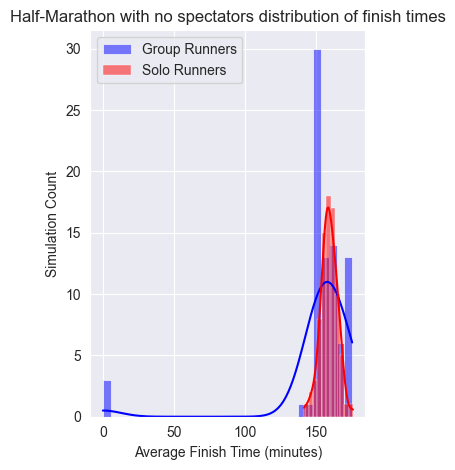 Half-Marathon with no spectators distribution of finish times
Group Runners
Solo Runners
30
25
20
15
10
5
0
Simulation Count
0 50 100 150
Average Finish Time (minutes)